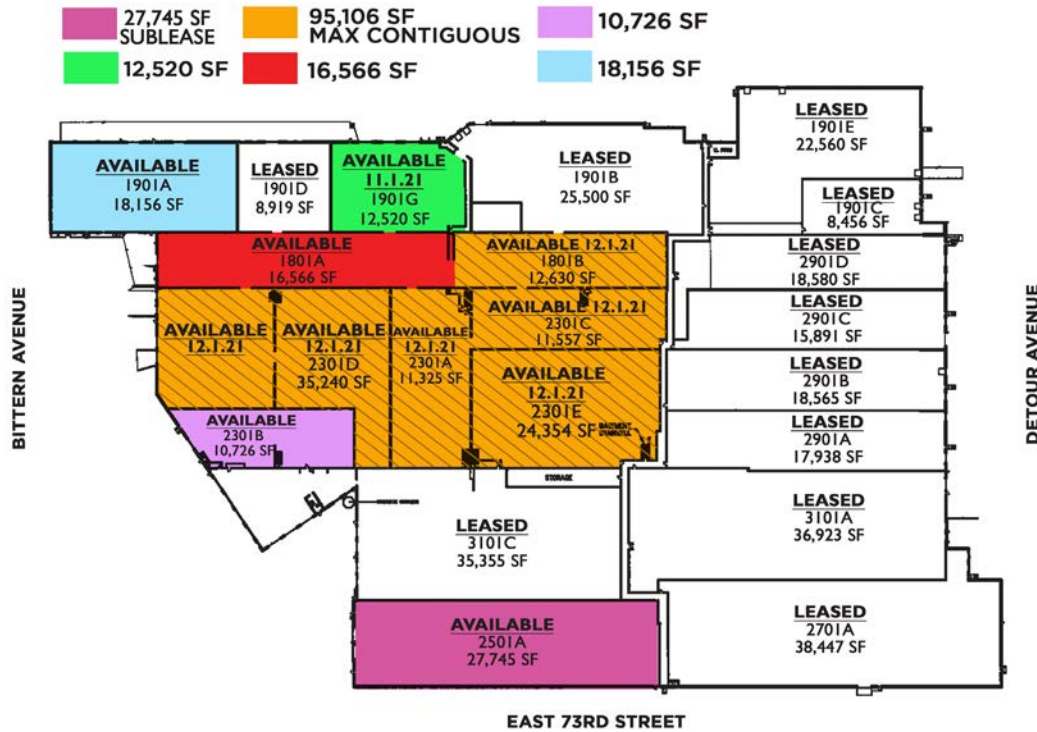 27,745 SF
SUBLEASE
95,106 SF
MAX CONTIGUOUS
10,726 SF
12,520 SF
16,566 SF
18,156 SF
LEASED
1901E
22,560 SF
AVAILABLE
1901A
18,156 SF
LEASED
1901D
8,919 SF
AVAILABLE
11.1.21
1901G
12,520 SF
LEASED
1901B
25,500 SF
LEASED
1901C
8,456 SF
AVAILABLE
1801A
16,566 SF
AVAILABLE 12.1.21
1801B
12,630 SF
LEASED
2901D
18,580 SF
AVAILABLE
12.1.21
AVAILABLE
12.1.21
2301D
35,240 SF
AVAILABLE
12.1.21
2301A
11,325 SF
AVAILABLE 12.1.21
2301C
11,557 SF
LEASED
2901C
15,891 SF
AVAILABLE
12.1.21
2301E
24,354 SF
LEASED
2901B
18,565 SF
AVAILABLE
2301B
10,726 SF
LEASED
2901A
17,938 SF
STORAGE
LEASED
3101C
35,355 SF
LEASED
3101A
36,923 SF
AVAILABLE
2501A
27,745 SF
LEASED
2701A
38,447 SF
BITTERN AVENUE
DETOUR AVENUE
EAST 73RD STREET